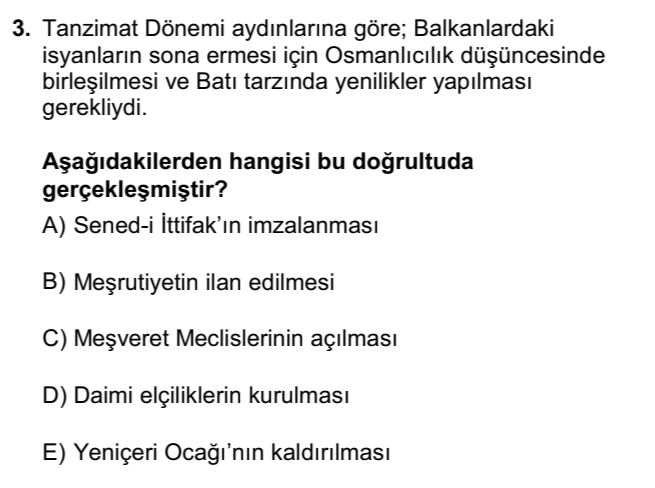 3. Tanzimat Dönemi aydınlarına göre; Balkanlardaki
isyanların sona ermesi için Osmanlıcılık düşüncesinde
birleşilmesi ve Batı tarzında yenilikler yapılması
gerekliydi.
Aşağıdakilerden hangisi bu doğrultuda
gerçekleşmiştir?
A) Sened-i İttifak’ın imzalanması
B) Meşrutiyetin ilan edilmesi
C) Meşveret Meclislerinin açılması
D) Daimi elçiliklerin kurulması
E) Yeniçeri Ocağı’nın kaldırılması